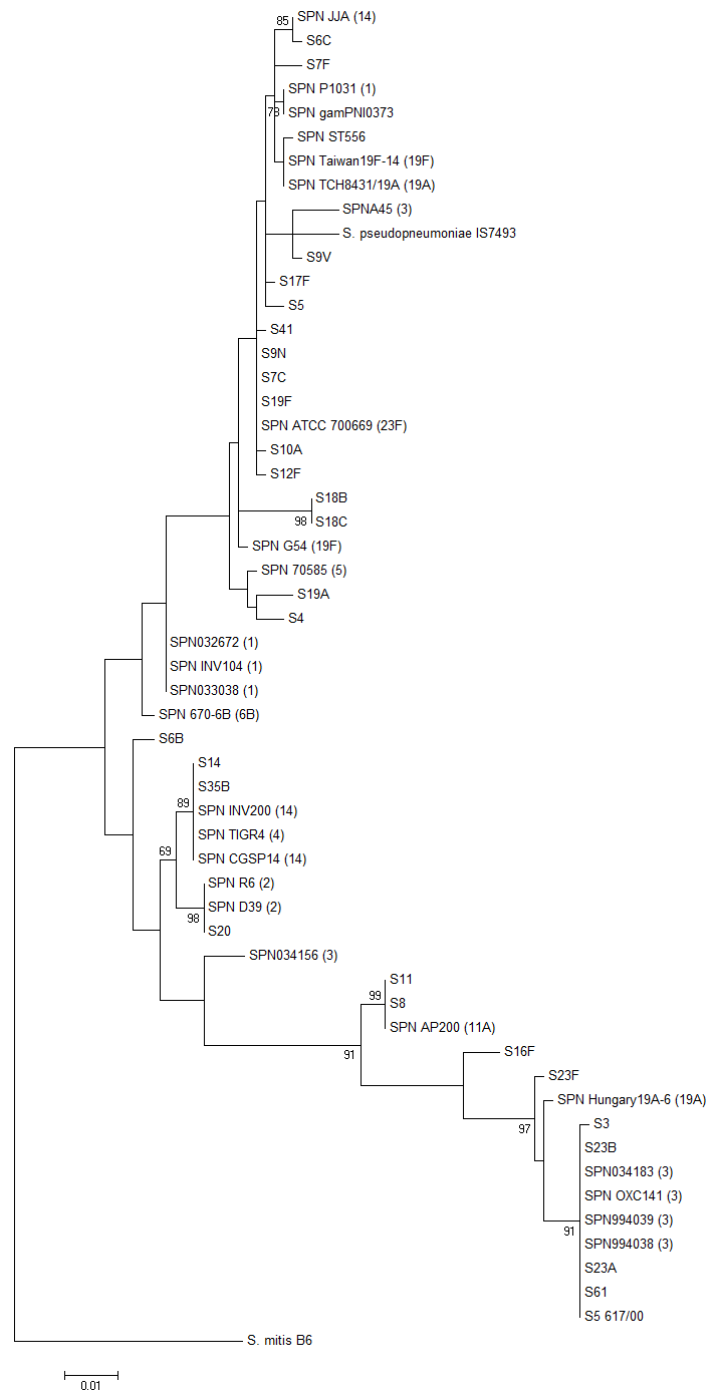 85
SPN JJA (14)
S6C
S7F
SPN P1031 (1)
78
SPN gamPNI0373
SPN ST556
SPN Taiwan19F-14 (19F)
SPN TCH8431/19A (19A)
SPNA45 (3)
S. pseudopneumoniae IS7493
S9V
S17F
S5
S41
S9N
S7C
S19F
SPN ATCC 700669 (23F)
S10A
S12F
S18B
98
S18C
SPN G54 (19F)
SPN 70585 (5)
S19A
S4
SPN032672 (1)
SPN INV104 (1)
SPN033038 (1)
SPN 670-6B (6B)
S6B
S14
S35B
89
SPN INV200 (14)
SPN TIGR4 (4)
69
SPN CGSP14 (14)
SPN R6 (2)
SPN D39 (2)
98
S20
SPN034156 (3)
S11
99
S8
SPN AP200 (11A)
91
S16F
S23F
SPN Hungary19A-6 (19A)
97
S3
S23B
SPN034183 (3)
SPN OXC141 (3)
SPN994039 (3)
91
SPN994038 (3)
S23A
S61
S5 617/00
S. mitis B6
0.01